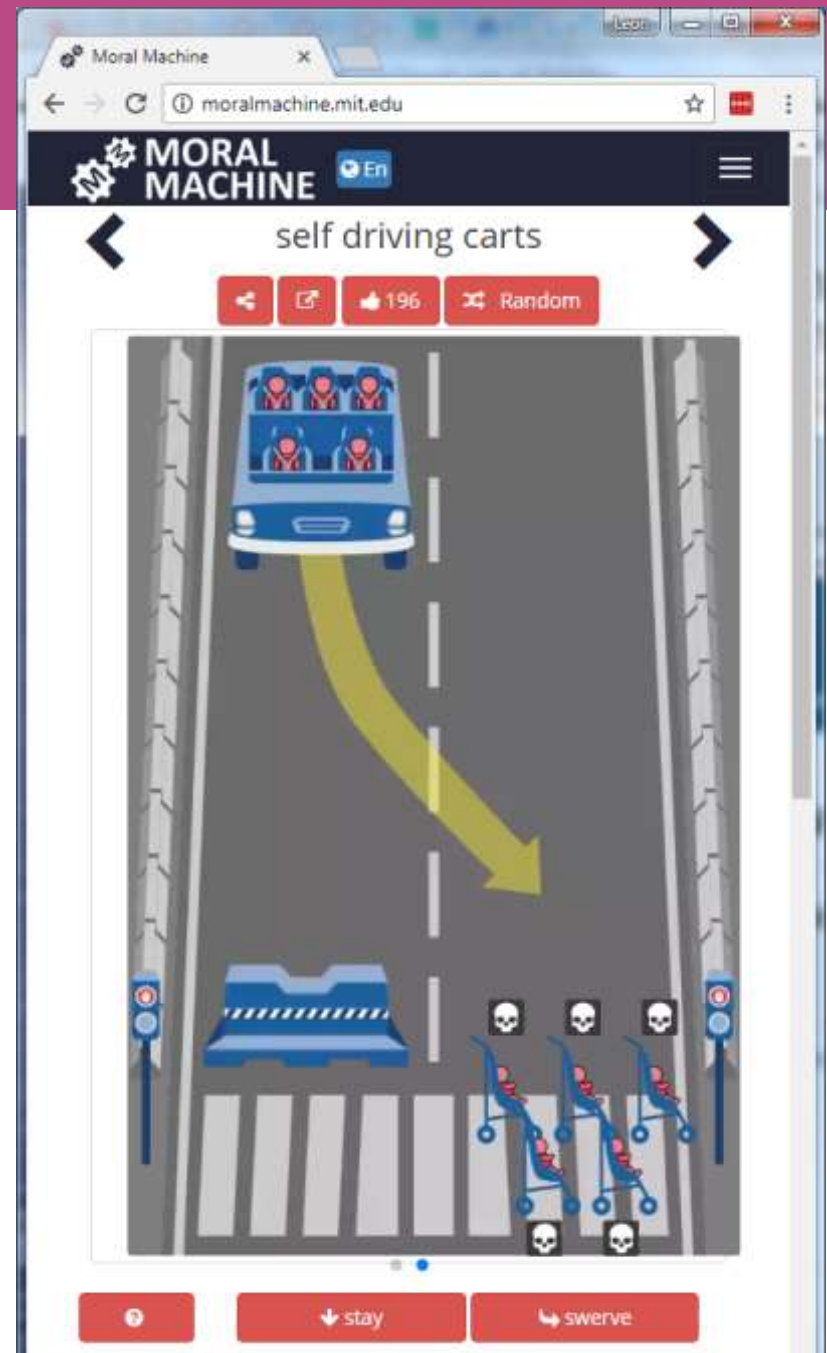 Leon
Moral Machine
moralmachine.mit.edu
MORAL
MACHINE
En
self driving carts
196
Random
stay
swerve